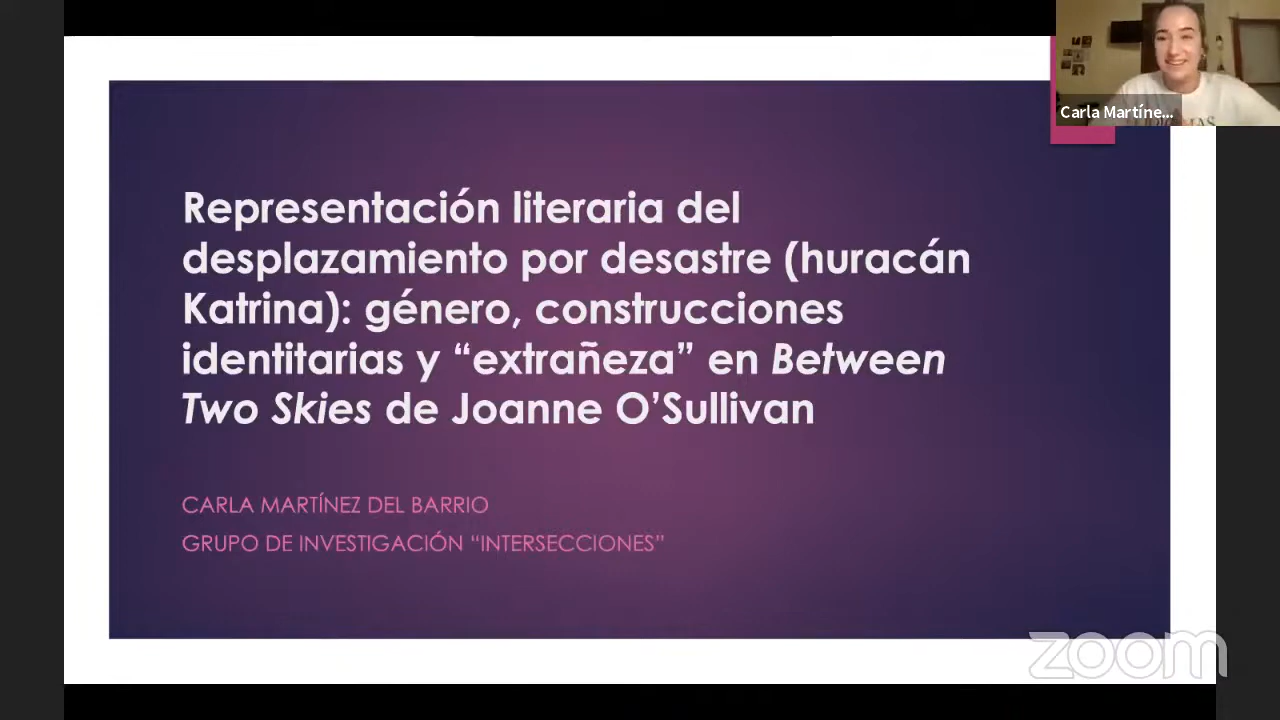 Carla Martíne...
Representación literaria del
desplazamiento por desastre (huracán
Katrina): género, construcciones
identitarias y “extrañeza” en Between
Two Skies de Joanne O’Sullivan
CARLA MARTÍNEZ DEL BARRIO
GRUPO DE INVESTIGACIÓN “INTERSECCIONES”
zoom